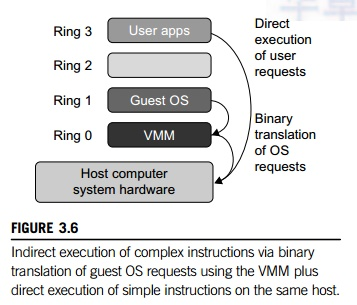 Ring 3
User apps
Direct
execution
of user
requests
Ring 2
Ring 1
Guest OS
Ring 0
VMM
Binary
translation
of OS
requests
Host computer
system hardware
FIGURE 3.6
Indirect execution of complex instructions via binary
translation of guest OS requests using the VMM plus
direct execution of simple instructions on the same host.